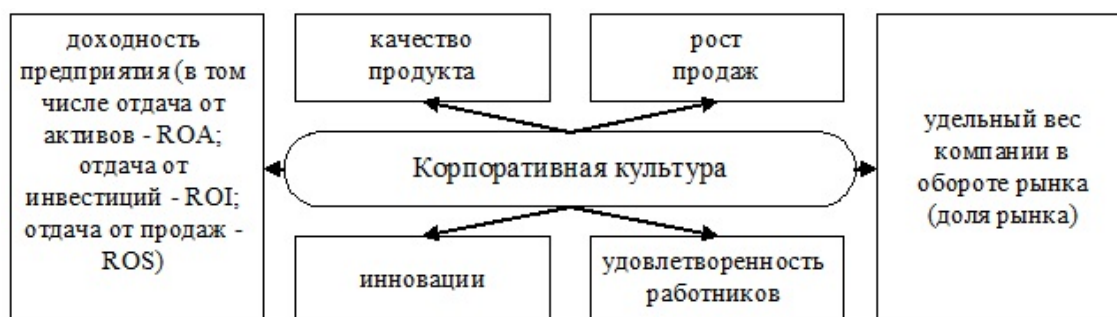 доходность
предприятия (в том
числе отдача от
активов - ROA;
отдача от
инвестиций - ROI;
отдача от продаж -
ROS)
качество
продукта
рост
продаж
Корпоративная культура
инновации
удовлетворенность
работников
удельный вес
компании в
обороте рынка
(доля рынка)